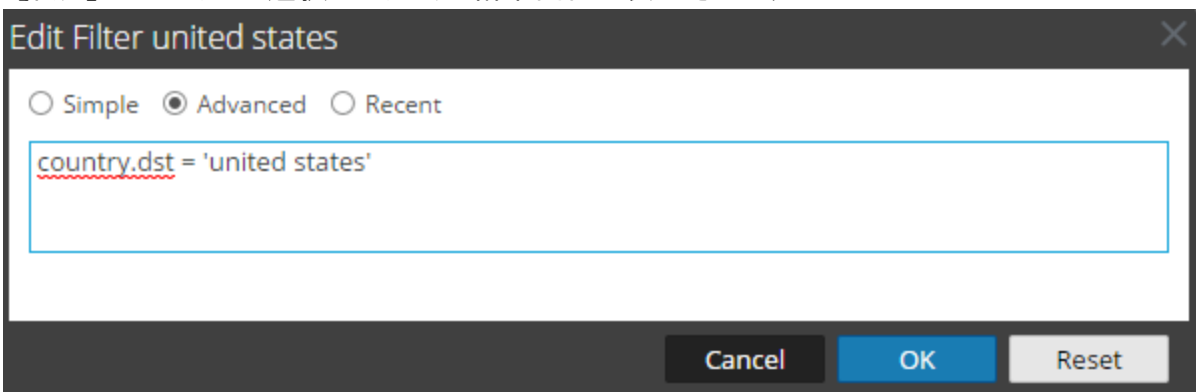 Edit Filter united states
Simple Advanced Recent
country.dst = 'united states'
Cancel OK Reset